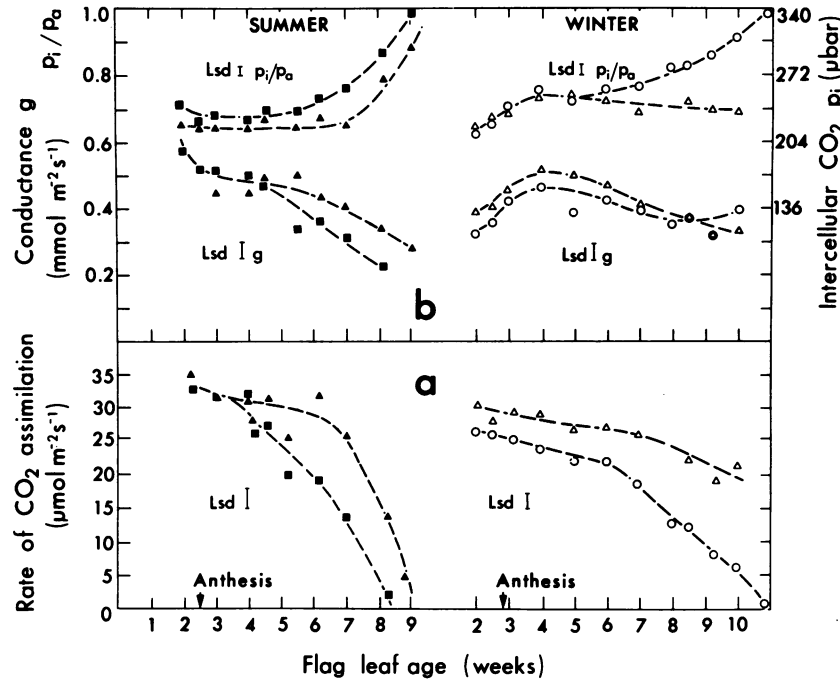 SUMMER
WINTER
pi/pa
1.0
0.8
0.6
0.4
0.2
Conductance g
(mmol m⁻² s⁻¹)
Lsd I pi/pa
Lsd I g
Lsd I pi/pa
Lsd I g
340
272
204
136
Intercellular CO₂ pi (µbar)
b
a
Rate of CO₂ assimilation
(µmol m⁻² s⁻¹)
35
30
25
20
15
10
5
0
Lsd I
Lsd I
Anthesis
Anthesis
1 2 3 4 5 6 7 8 9
2 3 4 5 6 7 8 9 10
Flag leaf age (weeks)